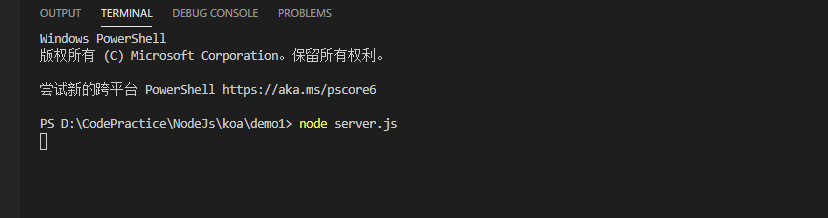 OUTPUT TERMINAL DEBUG CONSOLE PROBLEMS
Windows PowerShell
版权所有 (C) Microsoft Corporation。保留所有权利。
尝试新的跨平台 PowerShell https://aka.ms/pscore6
PS D:\CodePractice\NodeJs\koa\demo1> node server.js